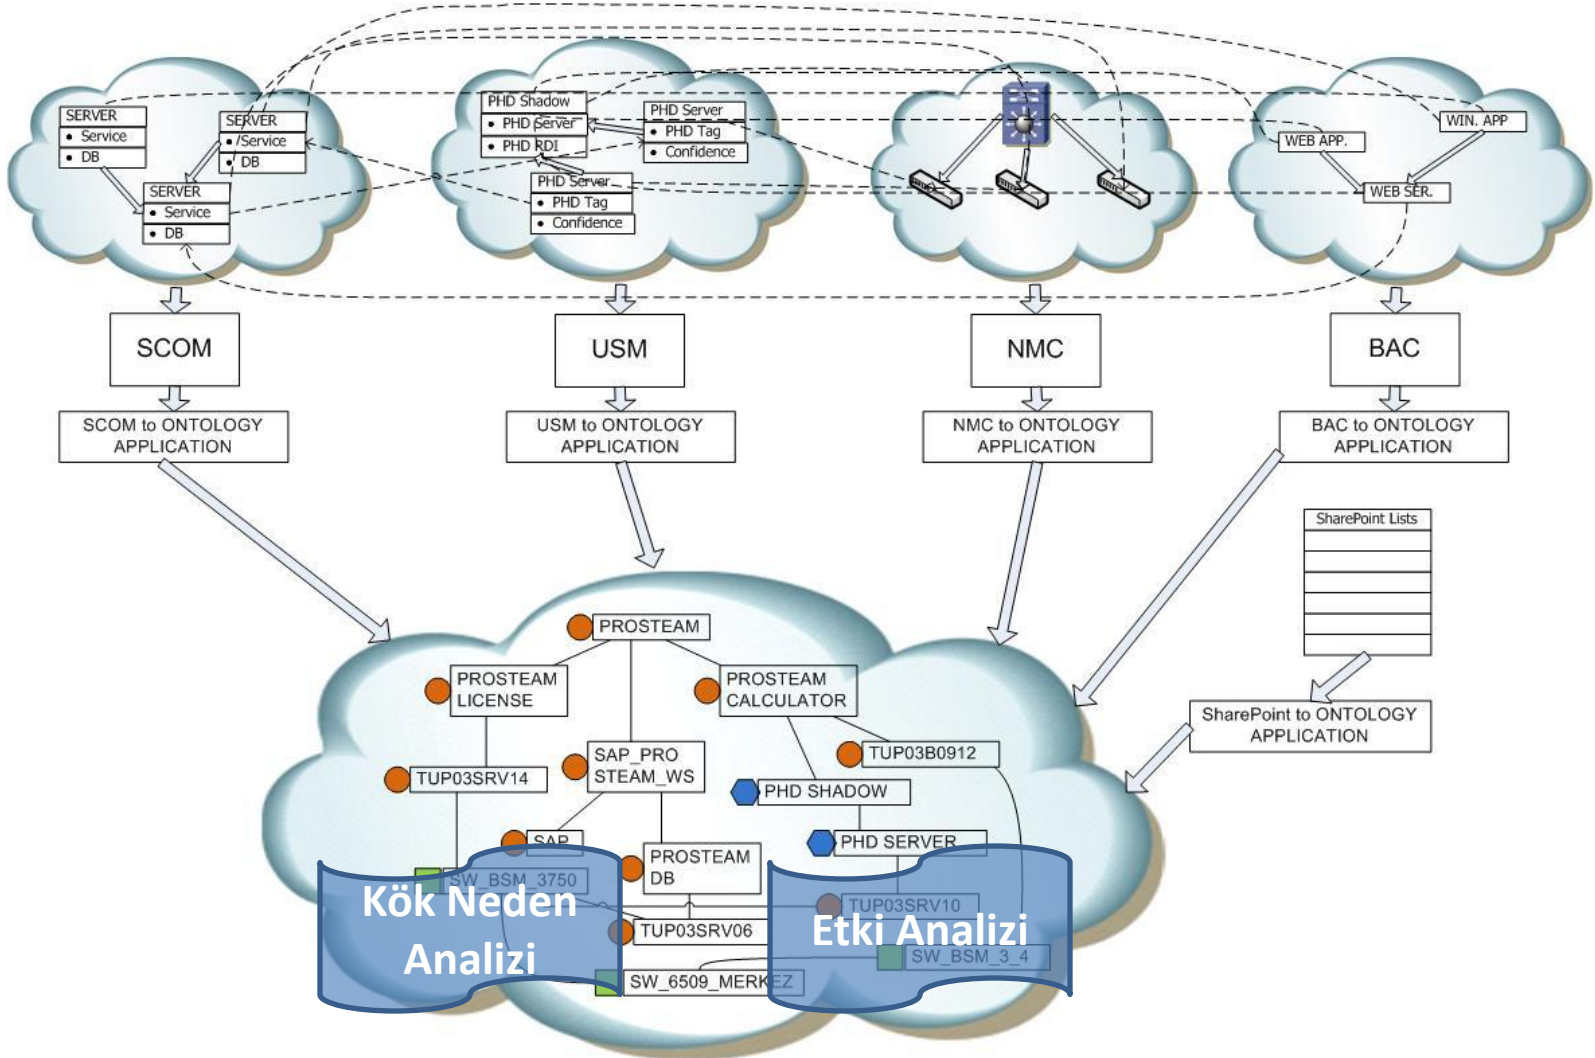 SERVER
• Service
• DB
SERVER
• /Service
• DB
SERVER
• Service
• DB
PHD Shadow
• PHD Server
• PHD RDI
PHD Server
• PHD Tag
• Confidence
PHD Server
• PHD Tag
• Confidence
WEB APP.
WIN. APP
WEB SER.
SCOM
USM
NMC
BAC
SCOM to ONTOLOGY
APPLICATION
USM to ONTOLOGY
APPLICATION
NMC to ONTOLOGY
APPLICATION
BAC to ONTOLOGY
APPLICATION
SharePoint Lists
SharePoint to ONTOLOGY
APPLICATION
PROSTEAM
PROSTEAM
LICENSE
PROSTEAM
CALCULATOR
TUP03SRV14
SAP_PRO
STEAM_WS
TUP03B0912
PHD SHADOW
SAP
PHD SERVER
PROSTEAM
DB
SW_BSM_3750
TUP03SRV10
TUP03SRV06
SW_BSM_3_4
SW_6509_MERKEZ
Kök Neden
Analizi
Etki Analizi